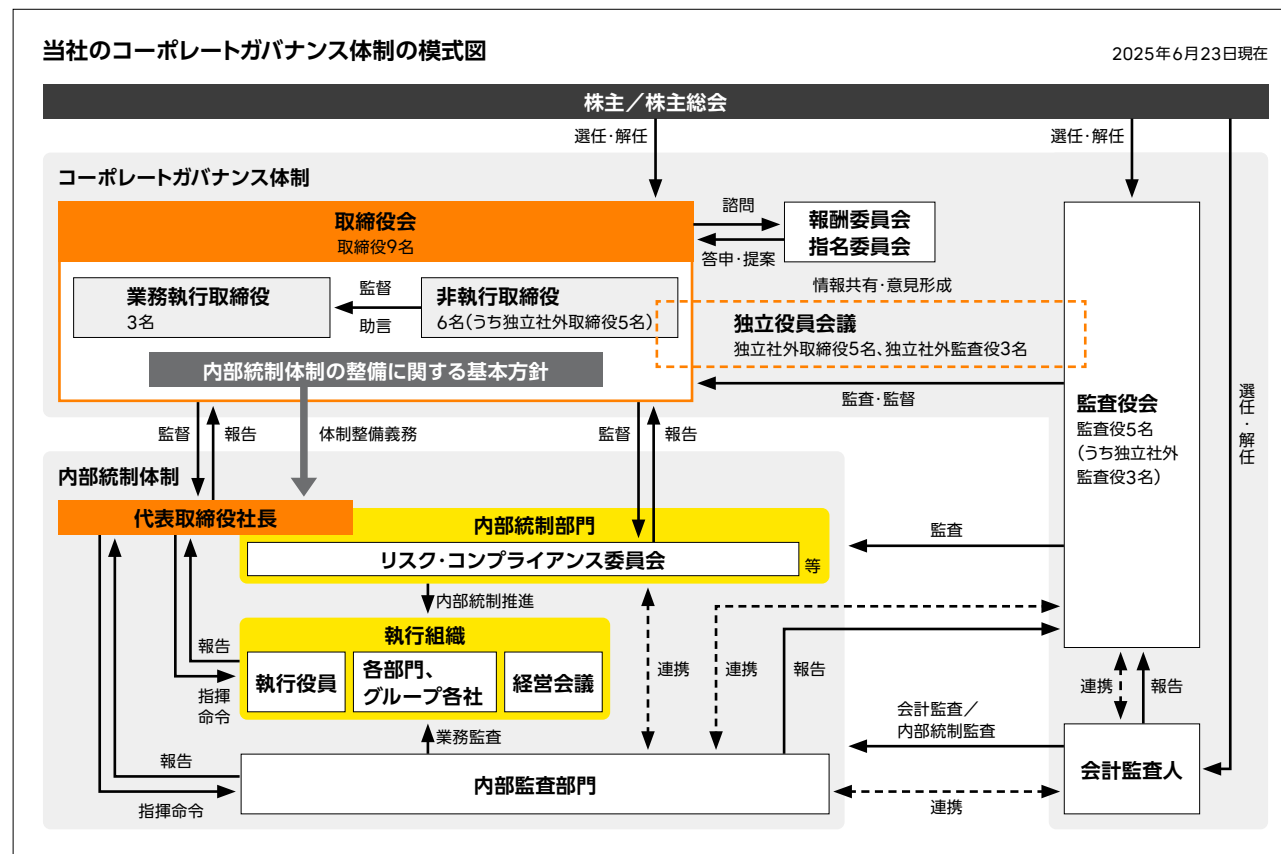 当社のコーポレートガバナンス体制の模式図
2025年6月23日現在
株主／株主総会
選任・解任
選任・解任
コーポレートガバナンス体制
取締役会
取締役9名
諮問
答申・提案
報酬委員会
指名委員会
業務執行取締役
3名
監督
助言
非執行取締役
6名（うち独立社外取締役5名）
情報共有・意見形成
独立役員会議
独立社外取締役5名、独立社外監査役3名
内部統制体制の整備に関する基本方針
監査・監督
監査役会
監査役5名
（うち独立社外
監査役3名）
選任・解任
監督
報告
体制整備義務
監督
報告
内部統制体制
代表取締役社長
内部統制部門
リスク・コンプライアンス委員会
等
監査
内部統制推進
執行組織
執行役員
各部門、
グループ各社
経営会議
報告
指揮
命令
連携
連携
報告
連携
報告
業務監査
会計監査／
内部統制監査
報告
指揮命令
内部監査部門
連携
会計監査人